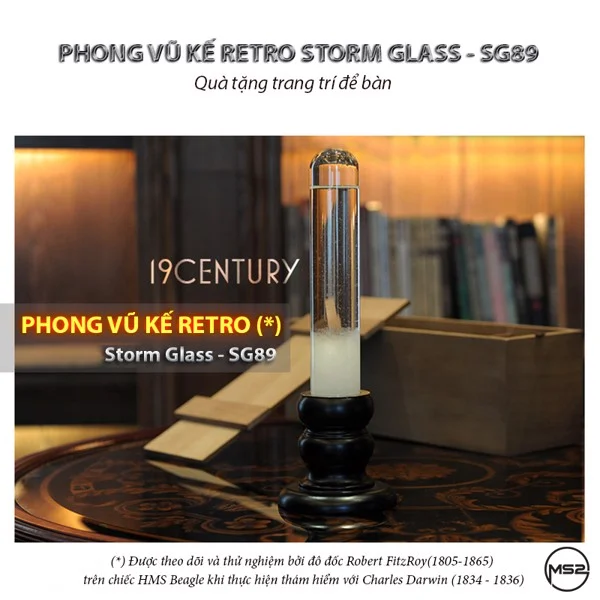 PHONG VŨ KẾ RETRO STORM GLASS - SG89
Quà tặng trang trí để bàn
19CENTURY
PHONG VŨ KẾ RETRO (*)
Storm Glass - SG89
(*) Được theo dõi và thử nghiệm bởi đô đốc Robert FitzRoy(1805-1865)
trên chiếc HMS Beagle khi thực hiện thám hiểm với Charles Darwin (1834 - 1836)
MS2